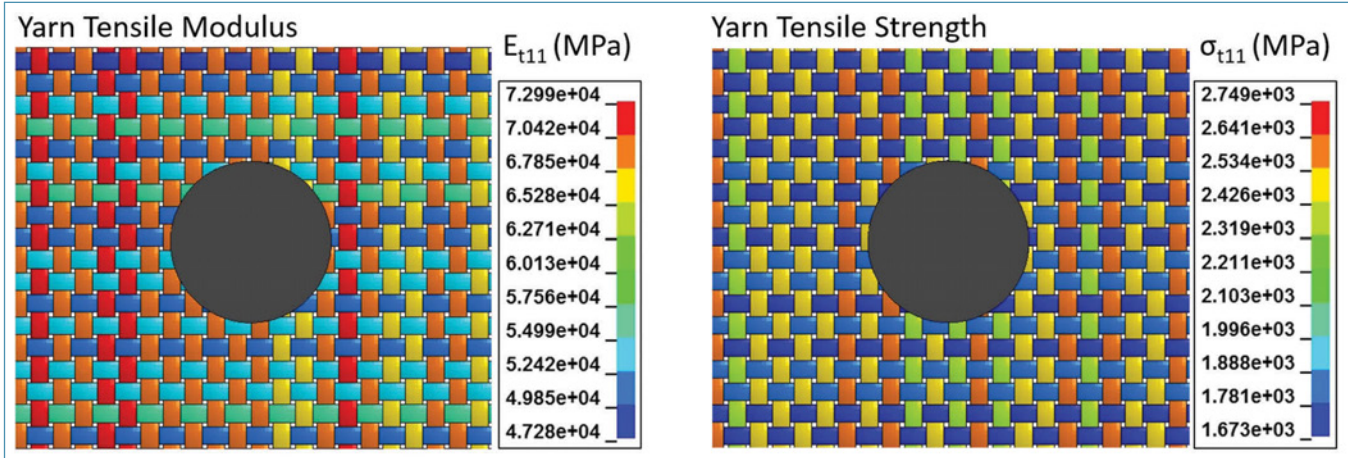 Yarn Tensile Modulus
E_t11 (MPa)
7.299e+04
7.042e+04
6.785e+04
6.528e+04
6.271e+04
6.013e+04
5.756e+04
5.499e+04
5.242e+04
4.985e+04
4.728e+04
Yarn Tensile Strength
σ_t11 (MPa)
2.749e+03
2.641e+03
2.534e+03
2.426e+03
2.319e+03
2.211e+03
2.103e+03
1.996e+03
1.888e+03
1.781e+03
1.673e+03